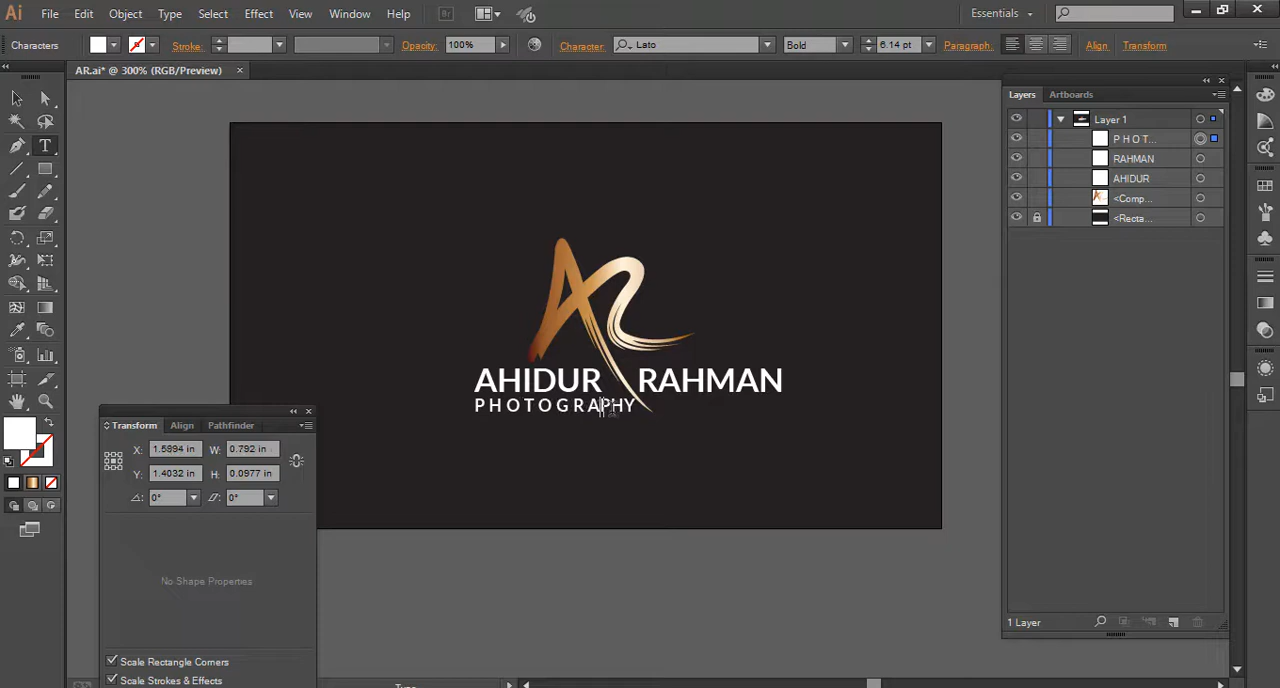 Ai File Edit Object Type Select Effect View Window Help Br Essentials
Characters Stroke: Opacity: 100% Character: Lato Bold 6.14 pt Paragraph: Align Transform
AR.ai* @ 300% (RGB/Preview)
Layers Artboards
Layer 1
P H O T...
RAHMAN
AHIDUR
<Comp...
<Recta...
AR
AHIDUR RAHMAN
PHOTOGRAPHY
Transform Align Pathfinder
X: 1.5894 in W: 0.792 in
Y: 1.4032 in H: 0.0977 in
0° 0°
No Shape Properties
Scale Rectangle Corners
Scale Strokes & Effects
1 Layer
Type